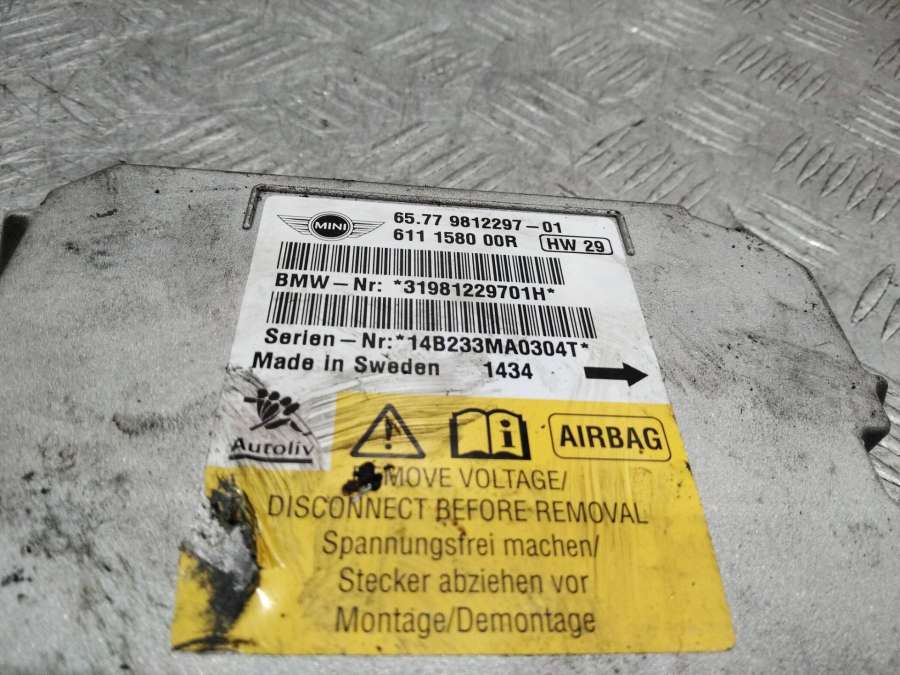 MINI
65.77 9812297-01
611 1580 00R HW 29
BMW-Nr: *31981229701H*
Serien-Nr:*14B233MA0304T*
Made in Sweden 1434
Autoliv
AIRBAG
MOVE VOLTAGE/
DISCONNECT BEFORE REMOVAL
Spannungsfrei machen/
Stecker abziehen vor
Montage/Demontage